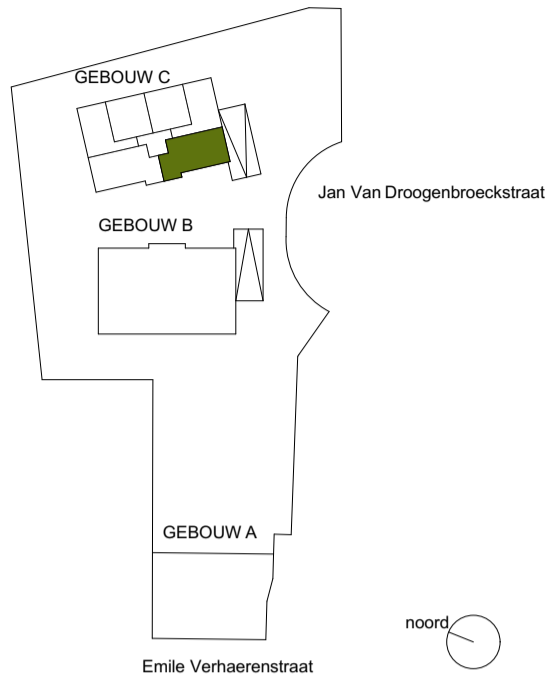 GEBOUW C
Jan Van Droogenbroeckstraat
GEBOUW B
GEBOUW A
noord
Emile Verhaerenstraat